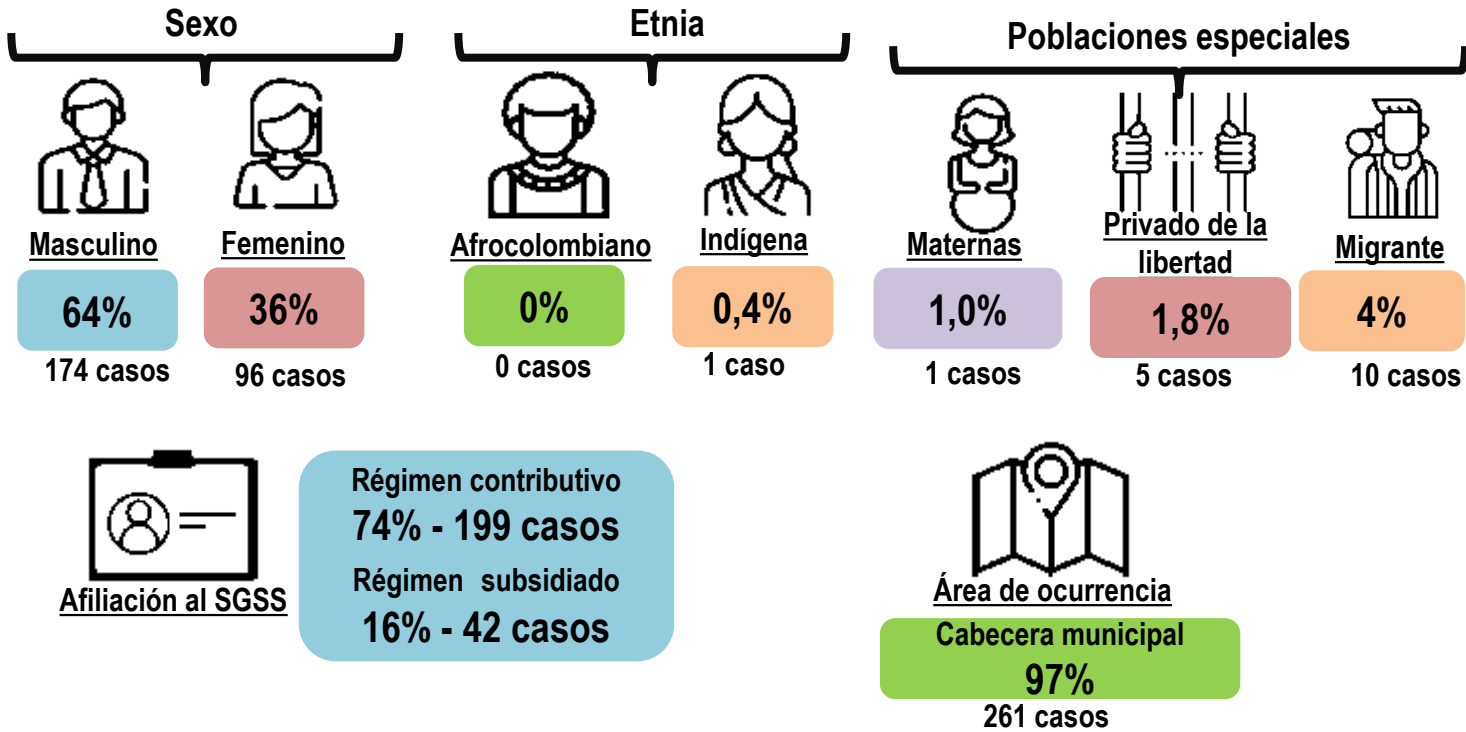 Sexo
Masculino
64%
174 casos
Femenino
36%
96 casos
Etnia
Afrocolombiano
0%
0 casos
Indígena
0,4%
1 caso
Poblaciones especiales
Maternas
1,0%
1 casos
Privado de la
libertad
1,8%
5 casos
Migrante
4%
10 casos
Afiliación al SGSS
Régimen contributivo
74% - 199 casos
Régimen subsidiado
16% - 42 casos
Área de ocurrencia
Cabecera municipal
97%
261 casos